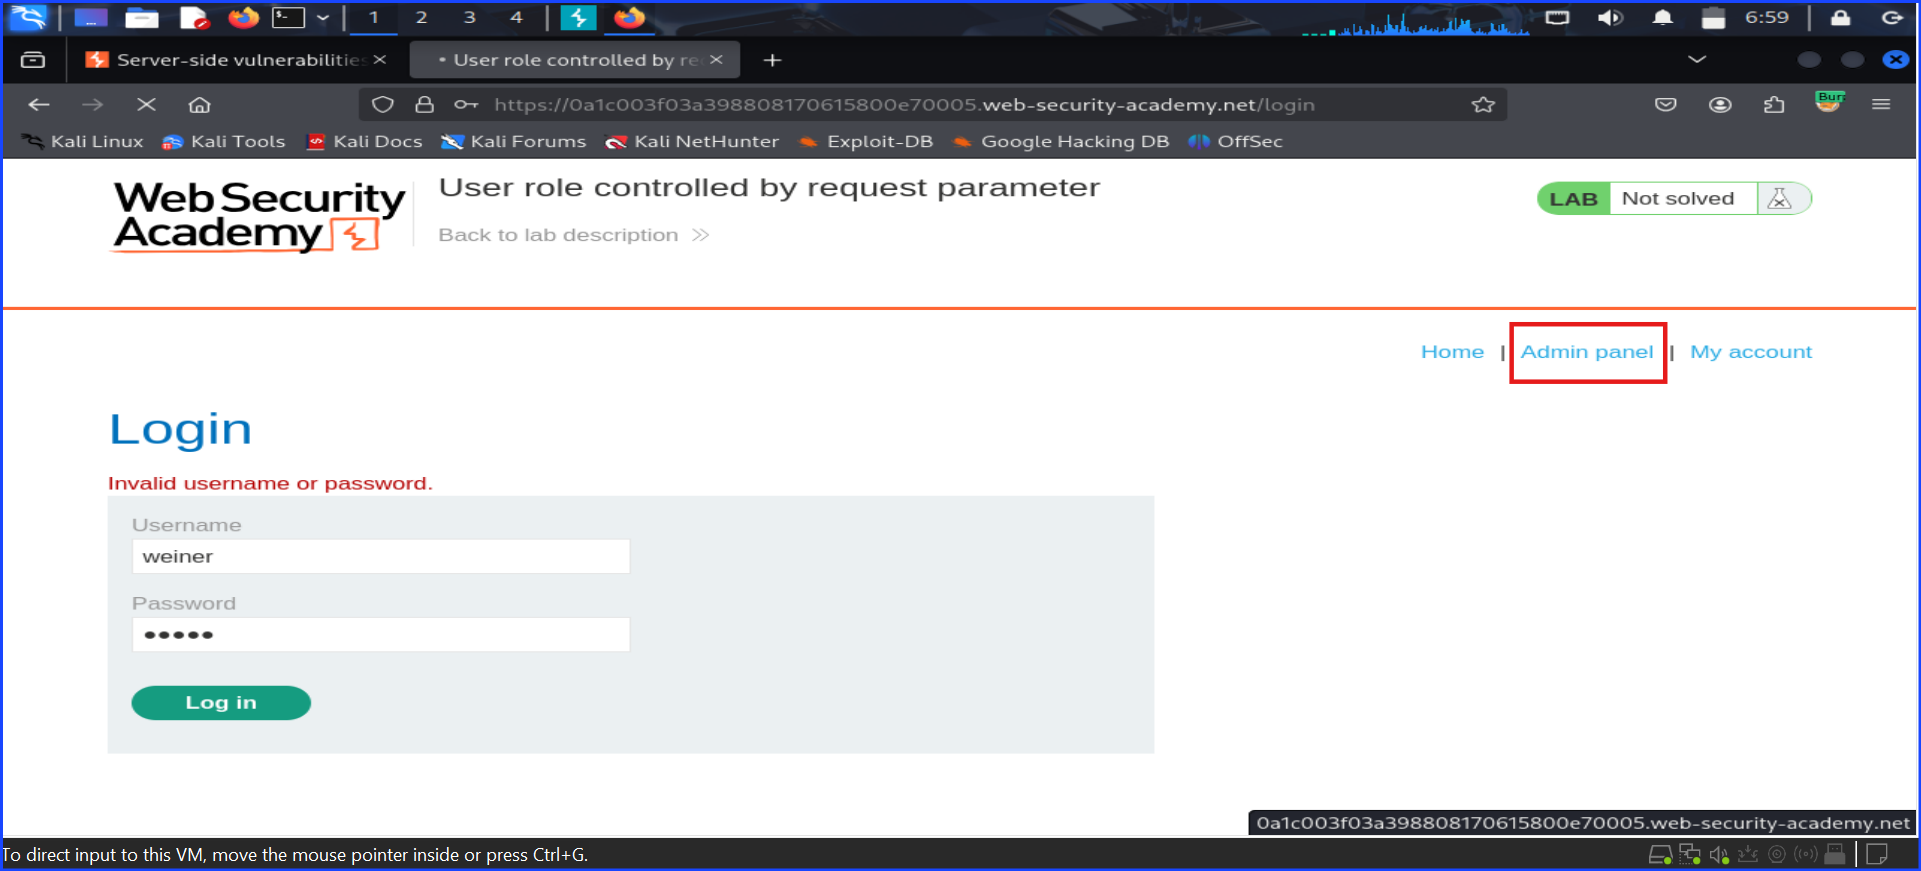 1 2 3 4 6:59
Server-side vulnerabilities
• User role controlled by re
https://0a1c003f03a398808170615800e70005.web-security-academy.net/login
Burp
Kali Linux Kali Tools Kali Docs Kali Forums Kali NetHunter Exploit-DB Google Hacking DB OffSec
Web Security
Academy
User role controlled by request parameter
Back to lab description
LAB Not solved
Home | Admin panel | My account
Login
Invalid username or password.
Username
weiner
Password
•••••
Log in
0a1c003f03a398808170615800e70005.web-security-academy.net
To direct input to this VM, move the mouse pointer inside or press Ctrl+G.